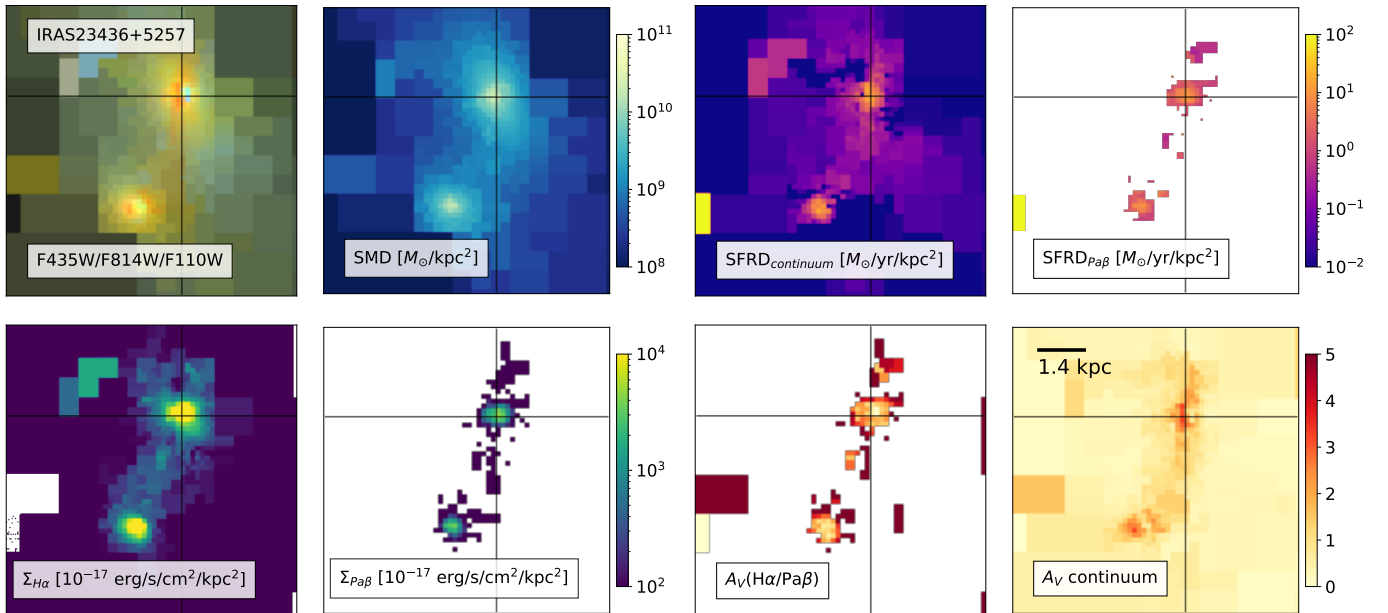 IRAS23436+5257
F435W/F814W/F110W
SMD [M⊙/kpc²]
10¹¹
10¹⁰
10⁹
10⁸
SFRD_continuum [M⊙/yr/kpc²]
SFRD_Paβ [M⊙/yr/kpc²]
10²
10¹
10⁰
10⁻¹
10⁻²
Σ_Hα [10⁻¹⁷ erg/s/cm²/kpc²]
Σ_Paβ [10⁻¹⁷ erg/s/cm²/kpc²]
10⁴
10³
10²
A_V(Hα/Paβ)
1.4 kpc
A_V continuum
5
4
3
2
1
0